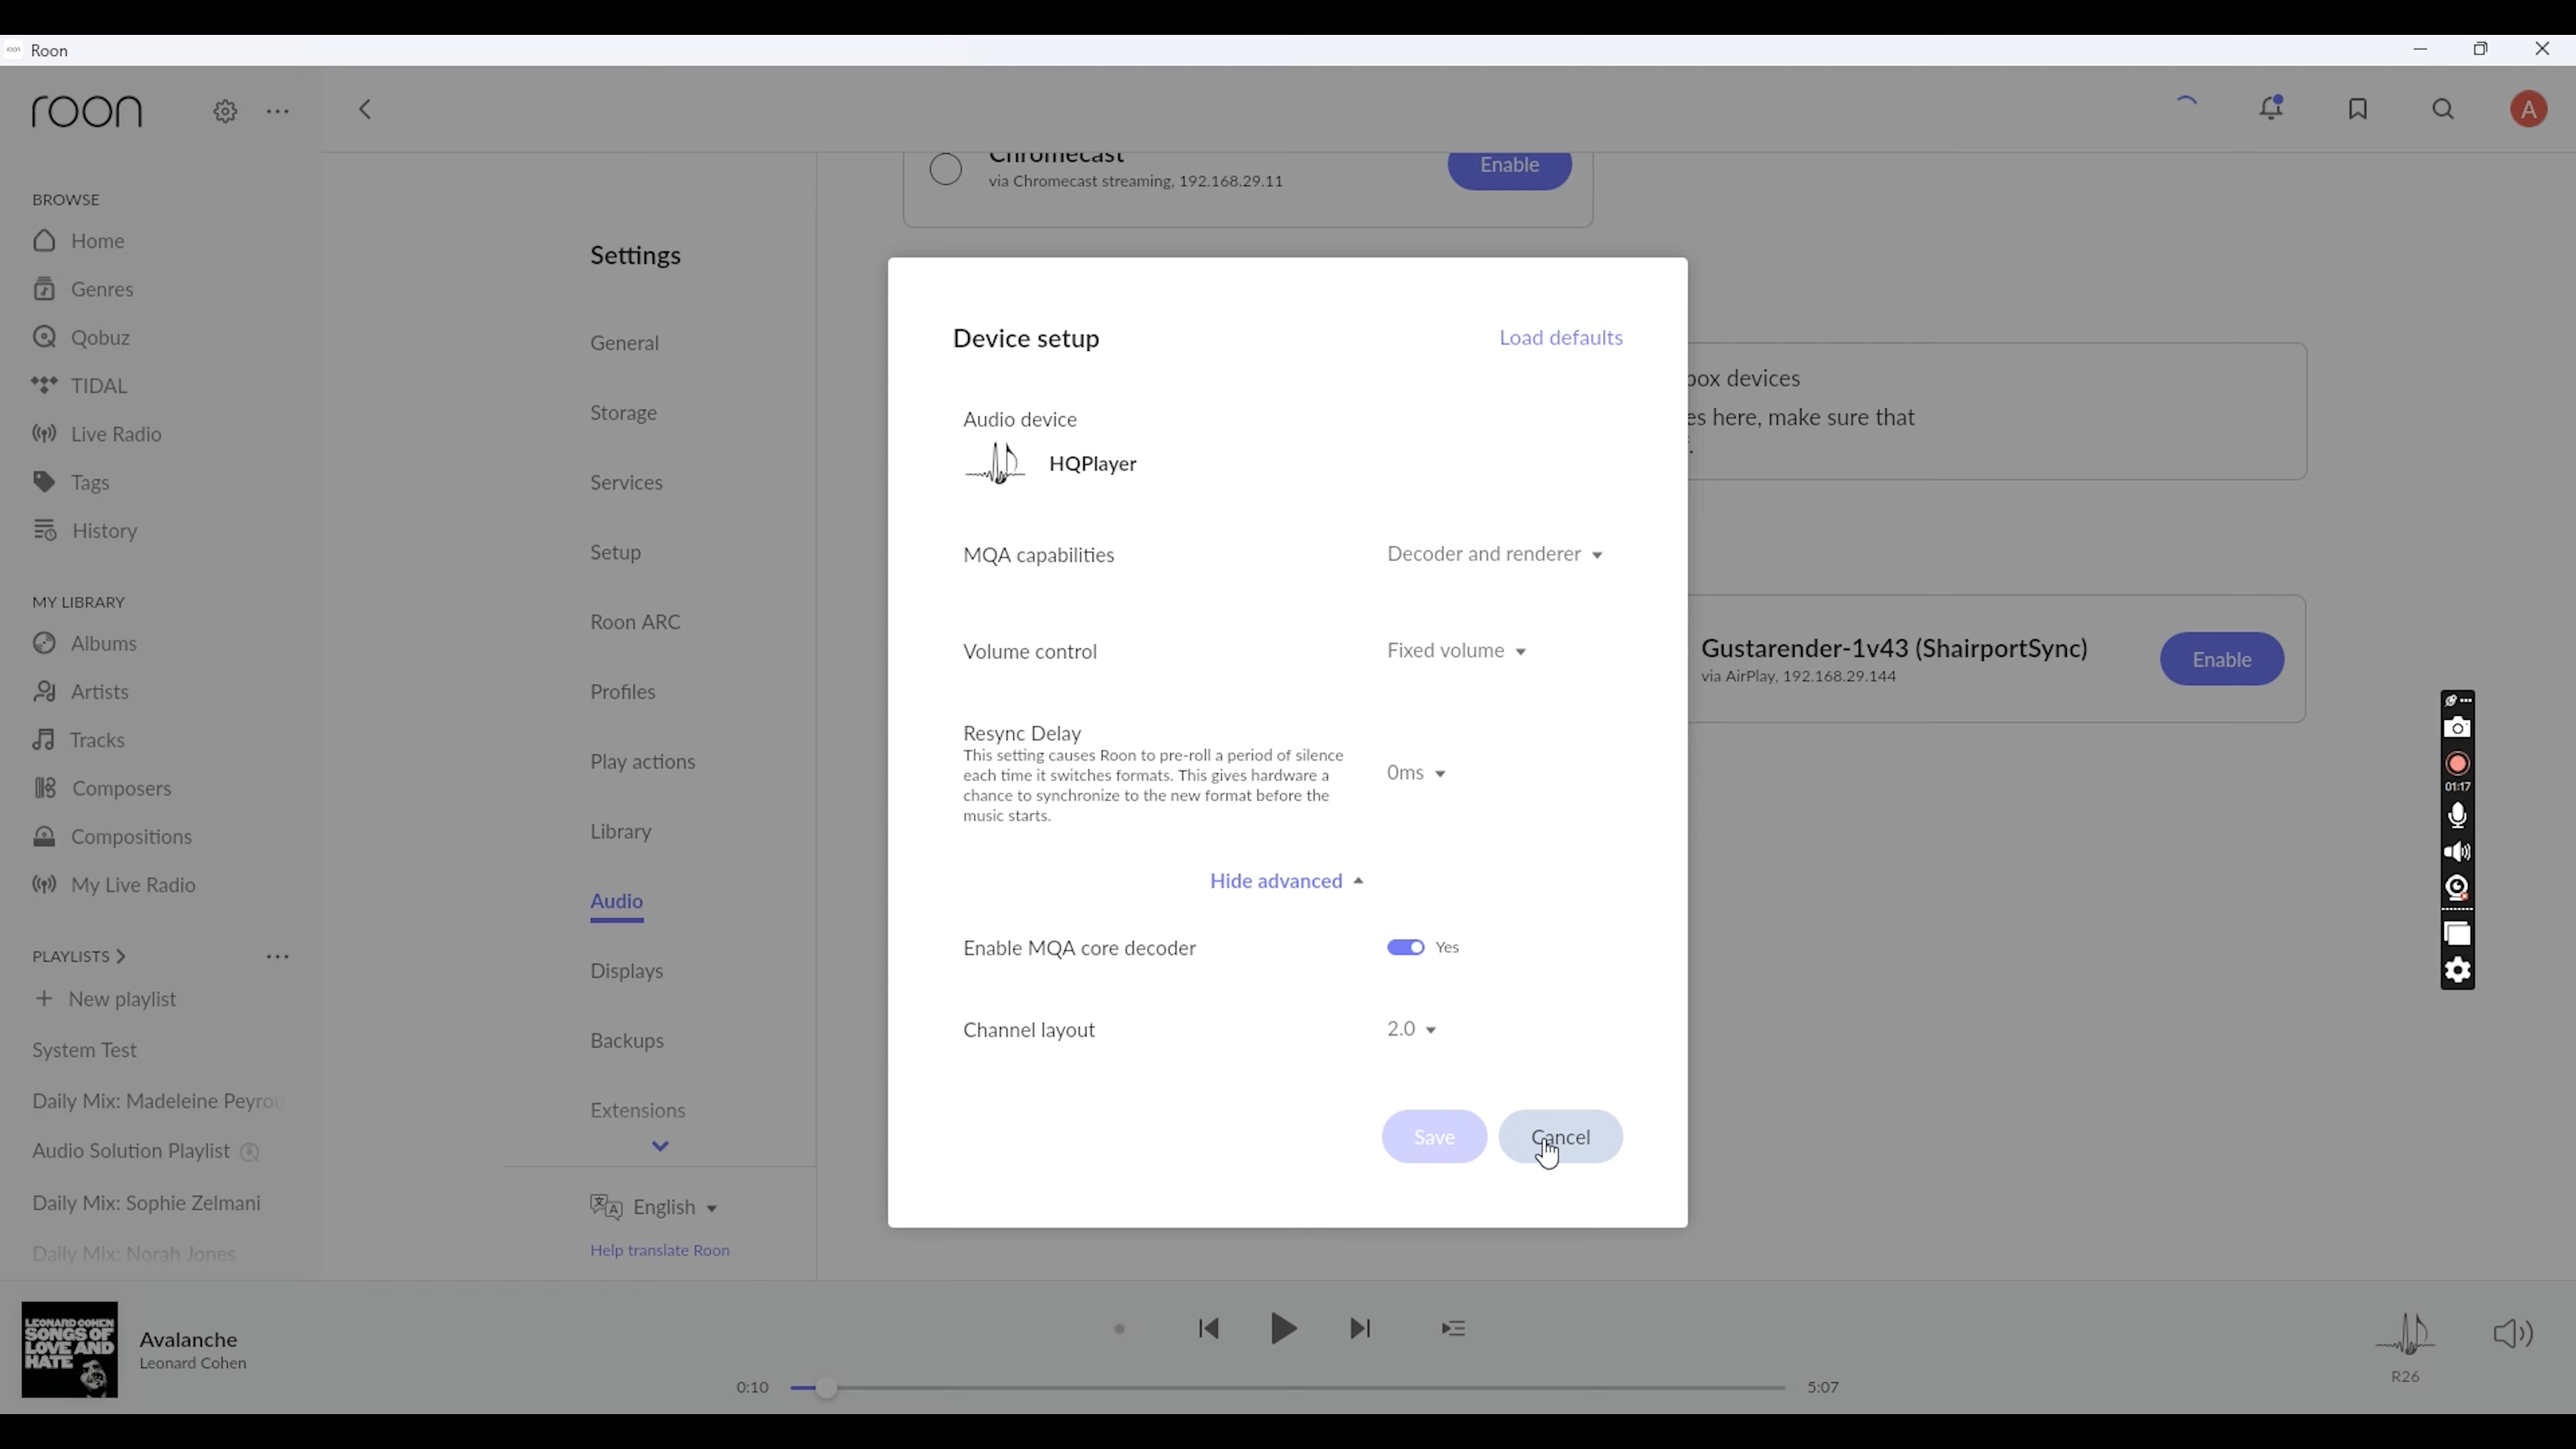 Roon
roon
A
BROWSE
Home
Genres
Qobuz
TIDAL
Live Radio
Tags
History
MY LIBRARY
Albums
Artists
Tracks
Composers
Compositions
My Live Radio
PLAYLISTS
New playlist
System Test
Daily Mix: Madeleine Peyrou
Audio Solution Playlist
Daily Mix: Sophie Zelmani
Daily Mix: Norah Jones
Settings
General
Storage
Services
Setup
Roon ARC
Profiles
Play actions
Library
Audio
Displays
Backups
Extensions
English
Help translate Roon
Chromecast
via Chromecast streaming, 192.168.29.11
Enable
Device setup
Load defaults
Audio device
HQPlayer
MQA capabilities
Decoder and renderer
Volume control
Fixed volume
Resync Delay
This setting causes Roon to pre-roll a period of silence
each time it switches formats. This gives hardware a
chance to synchronize to the new format before the
music starts.
0ms
Hide advanced
Enable MQA core decoder
Yes
Channel layout
2.0
Save
Cancel
box devices
es here, make sure that
Gustarender-1v43 (ShairportSync)
via AirPlay, 192.168.29.144
Enable
01:17
LEONARD COHEN
SONGS OF
LOVE AND
HATE
Avalanche
Leonard Cohen
0:10
5:07
R26